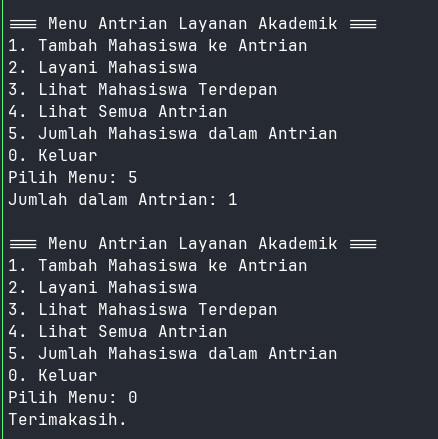 === Menu Antrian Layanan Akademik ===
1. Tambah Mahasiswa ke Antrian
2. Layani Mahasiswa
3. Lihat Mahasiswa Terdepan
4. Lihat Semua Antrian
5. Jumlah Mahasiswa dalam Antrian
0. Keluar
Pilih Menu: 5
Jumlah dalam Antrian: 1

=== Menu Antrian Layanan Akademik ===
1. Tambah Mahasiswa ke Antrian
2. Layani Mahasiswa
3. Lihat Mahasiswa Terdepan
4. Lihat Semua Antrian
5. Jumlah Mahasiswa dalam Antrian
0. Keluar
Pilih Menu: 0
Terimakasih.